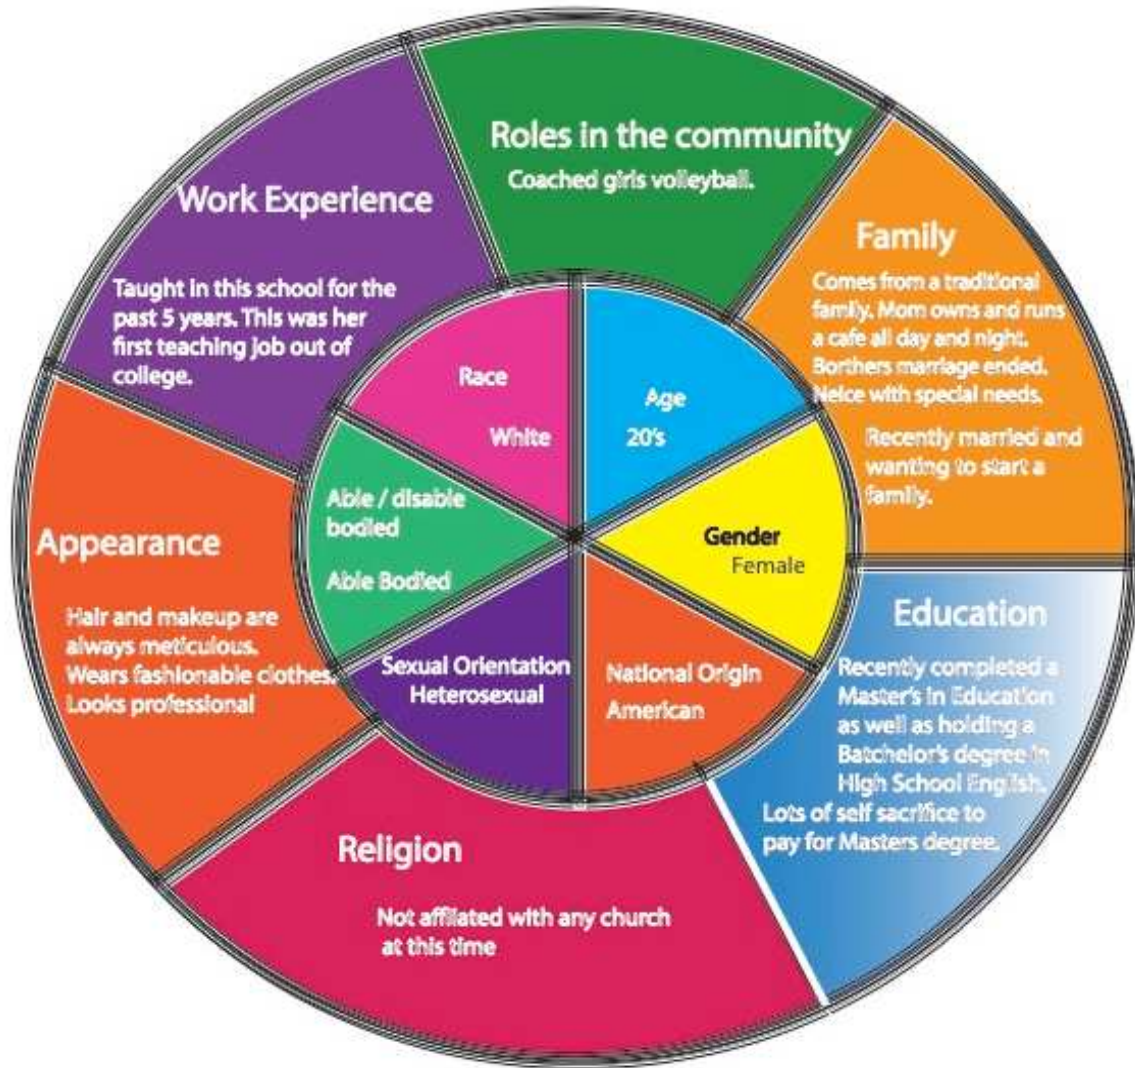 Roles in the community
Coached girls volleyball.
Family
Comes from a traditional
family. Mom owns and runs
a cafe all day and night.
Borthers marriage ended.
Neice with special needs.
Recently married and
wanting to start a
family.
Education
Recently completed a
Master's in Education
as well as holding a
Batchelor's degree in
High School English.
Lots of self sacrifice to
pay for Masters degree.
Religion
Not affilated with any church
at this time
Appearance
Hair and makeup are
always meticulous.
Wears fashionable clothes.
Looks professional
Work Experience
Taught in this school for the
past 5 years. This was her
first teaching job out of
college.
Race
White
Age
20's
Gender
Female
National Origin
American
Sexual Orientation
Heterosexual
Able / disable
bodied
Able Bodied